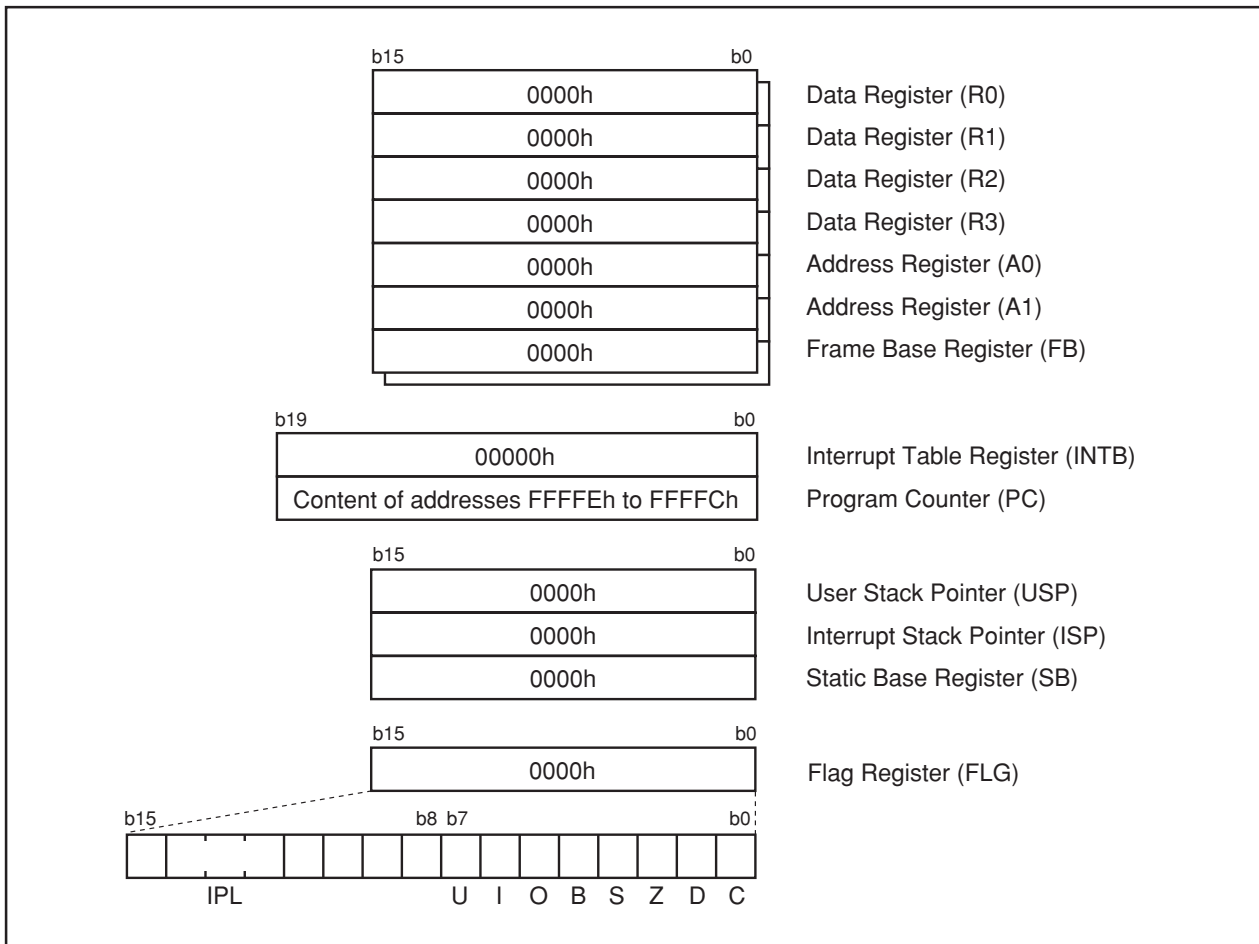 b15 b0
0000h Data Register (R0)
0000h Data Register (R1)
0000h Data Register (R2)
0000h Data Register (R3)
0000h Address Register (A0)
0000h Address Register (A1)
0000h Frame Base Register (FB)
b19 b0
00000h Interrupt Table Register (INTB)
Content of addresses FFFFEh to FFFFCh Program Counter (PC)
b15 b0
0000h User Stack Pointer (USP)
0000h Interrupt Stack Pointer (ISP)
0000h Static Base Register (SB)
b15 b0
0000h Flag Register (FLG)
b15 b8 b7 b0
IPL U I O B S Z D C